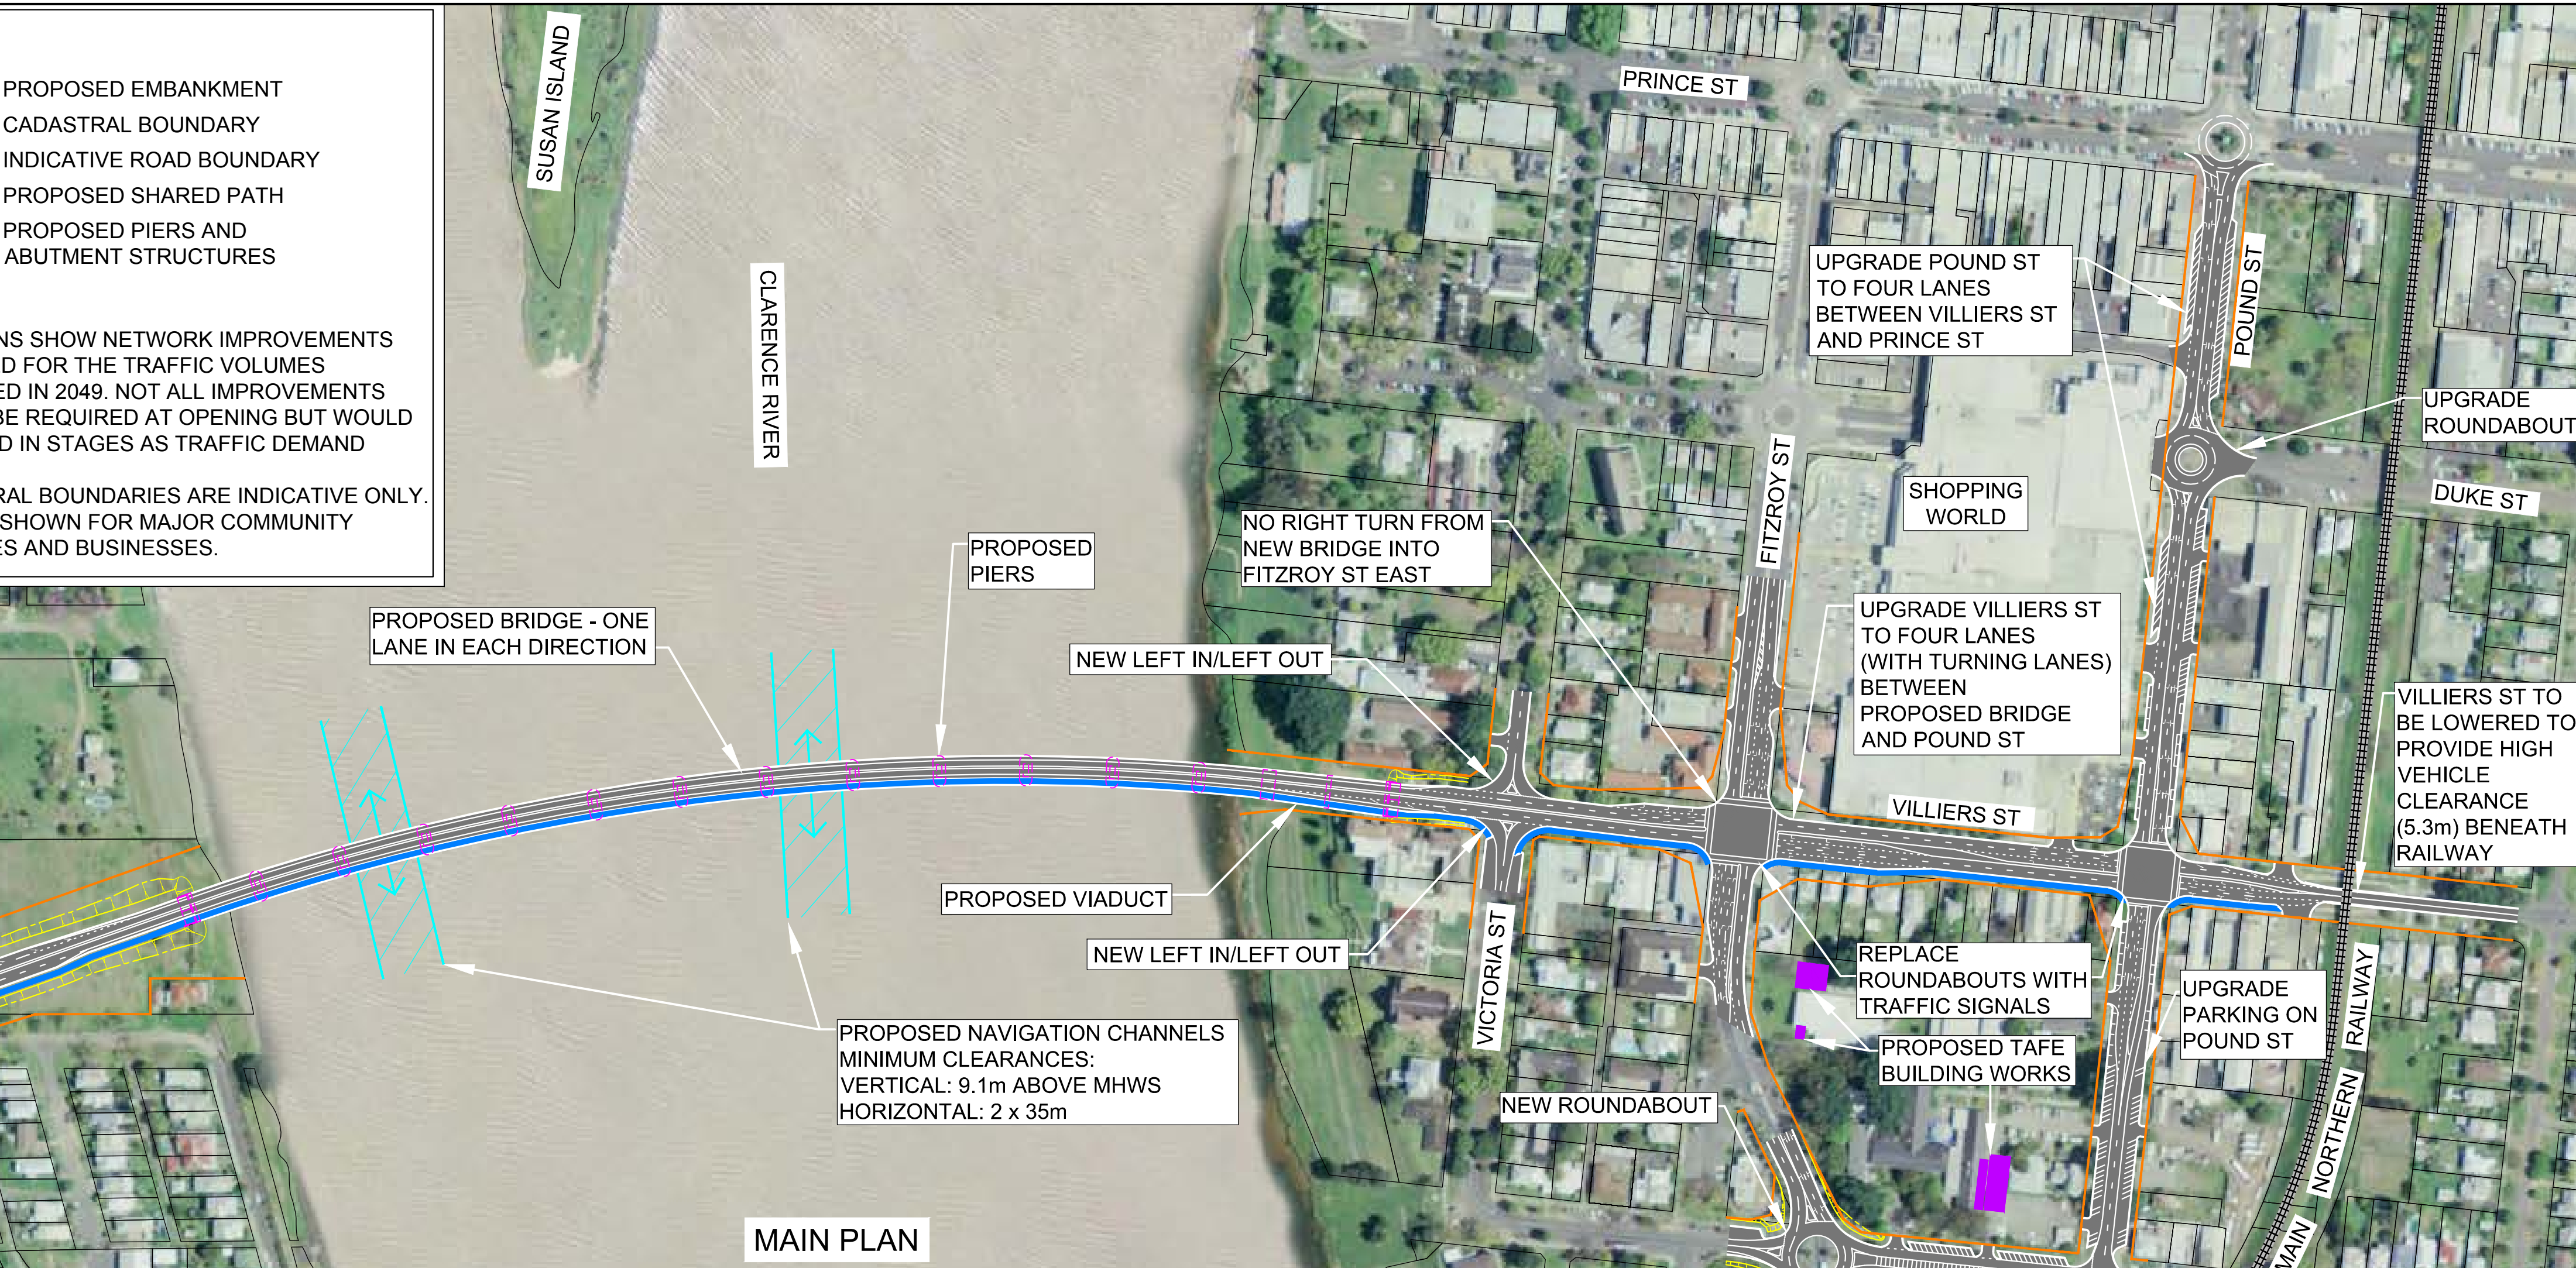 PROPOSED EMBANKMENT
CADASTRAL BOUNDARY
INDICATIVE ROAD BOUNDARY
PROPOSED SHARED PATH
PROPOSED PIERS AND
ABUTMENT STRUCTURES
NS SHOW NETWORK IMPROVEMENTS
D FOR THE TRAFFIC VOLUMES
ED IN 2049. NOT ALL IMPROVEMENTS
BE REQUIRED AT OPENING BUT WOULD
D IN STAGES AS TRAFFIC DEMAND
RAL BOUNDARIES ARE INDICATIVE ONLY.
SHOWN FOR MAJOR COMMUNITY
ES AND BUSINESSES.
SUSAN ISLAND
CLARENCE RIVER
PRINCE ST
UPGRADE POUND ST
TO FOUR LANES
BETWEEN VILLIERS ST
AND PRINCE ST
POUND ST
UPGRADE
ROUNDABOUT
DUKE ST
SHOPPING
WORLD
FITZROY ST
NO RIGHT TURN FROM
NEW BRIDGE INTO
FITZROY ST EAST
PROPOSED
PIERS
PROPOSED BRIDGE - ONE
LANE IN EACH DIRECTION
NEW LEFT IN/LEFT OUT
UPGRADE VILLIERS ST
TO FOUR LANES
(WITH TURNING LANES)
BETWEEN
PROPOSED BRIDGE
AND POUND ST
VILLIERS ST TO
BE LOWERED TO
PROVIDE HIGH
VEHICLE
CLEARANCE
(5.3m) BENEATH
RAILWAY
VILLIERS ST
PROPOSED VIADUCT
NEW LEFT IN/LEFT OUT
VICTORIA ST
REPLACE
ROUNDABOUTS WITH
TRAFFIC SIGNALS
UPGRADE
PARKING ON
POUND ST
PROPOSED NAVIGATION CHANNELS
MINIMUM CLEARANCES:
VERTICAL: 9.1m ABOVE MHWS
HORIZONTAL: 2 x 35m
PROPOSED TAFE
BUILDING WORKS
NEW ROUNDABOUT
MAIN NORTHERN RAILWAY
MAIN PLAN